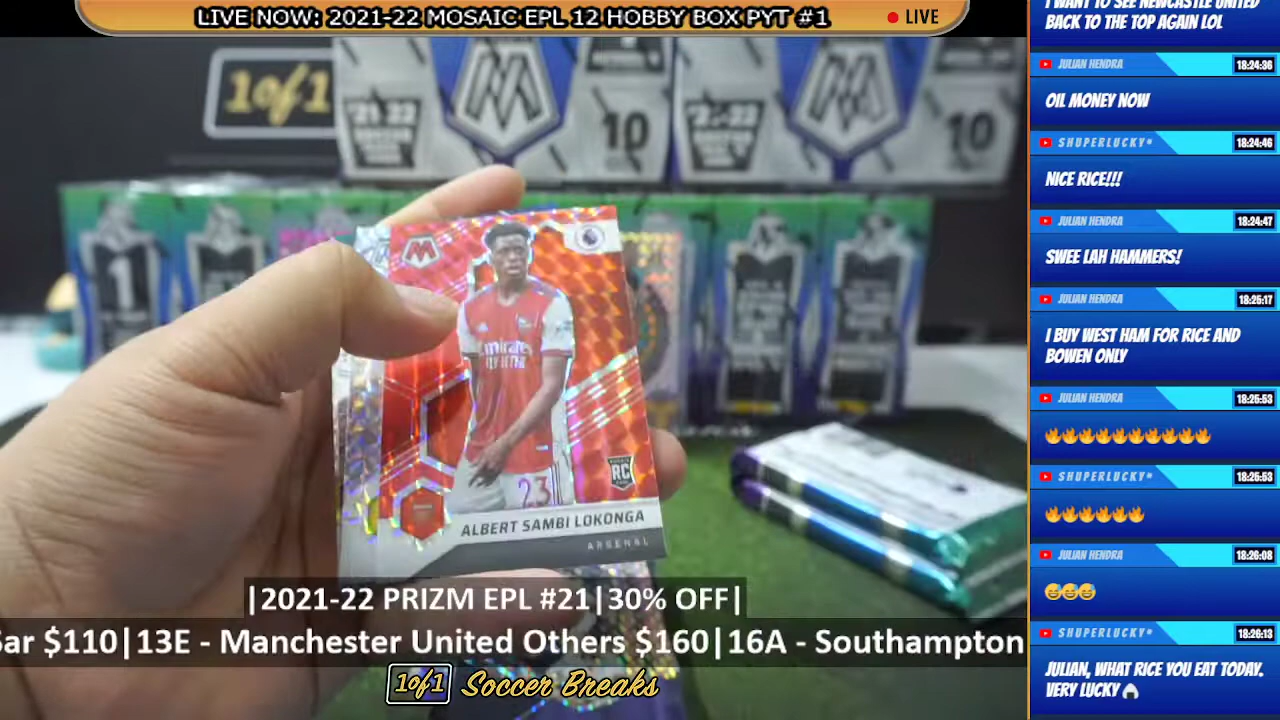 LIVE NOW: 2021-22 MOSAIC EPL 12 HOBBY BOX PYT #1
LIVE
1of1
10
10
1
M
Emirates
23
RC
ALBERT SAMBI LOKONGA
ARSENAL
|2021-22 PRIZM EPL #21|30% OFF|
Sar $110|13E - Manchester United Others $160|16A - Southampton
1of1 Soccer Breaks
I WANT TO SEE NEWCASTLE UNITED
BACK TO THE TOP AGAIN LOL
JULIAN HENDRA 18:24:36
OIL MONEY NOW
SHUPERLUCKY* 18:24:46
NICE RICE!!!
JULIAN HENDRA 18:24:47
SWEE LAH HAMMERS!
JULIAN HENDRA 18:25:17
I BUY WEST HAM FOR RICE AND
BOWEN ONLY
JULIAN HENDRA 18:25:53
🔥🔥🔥🔥🔥🔥🔥🔥🔥🔥
SHUPERLUCKY* 18:25:53
🔥🔥🔥🔥🔥🔥
JULIAN HENDRA 18:26:08
😅😅😅
SHUPERLUCKY* 18:26:13
JULIAN, WHAT RICE YOU EAT TODAY.
VERY LUCKY 🍙